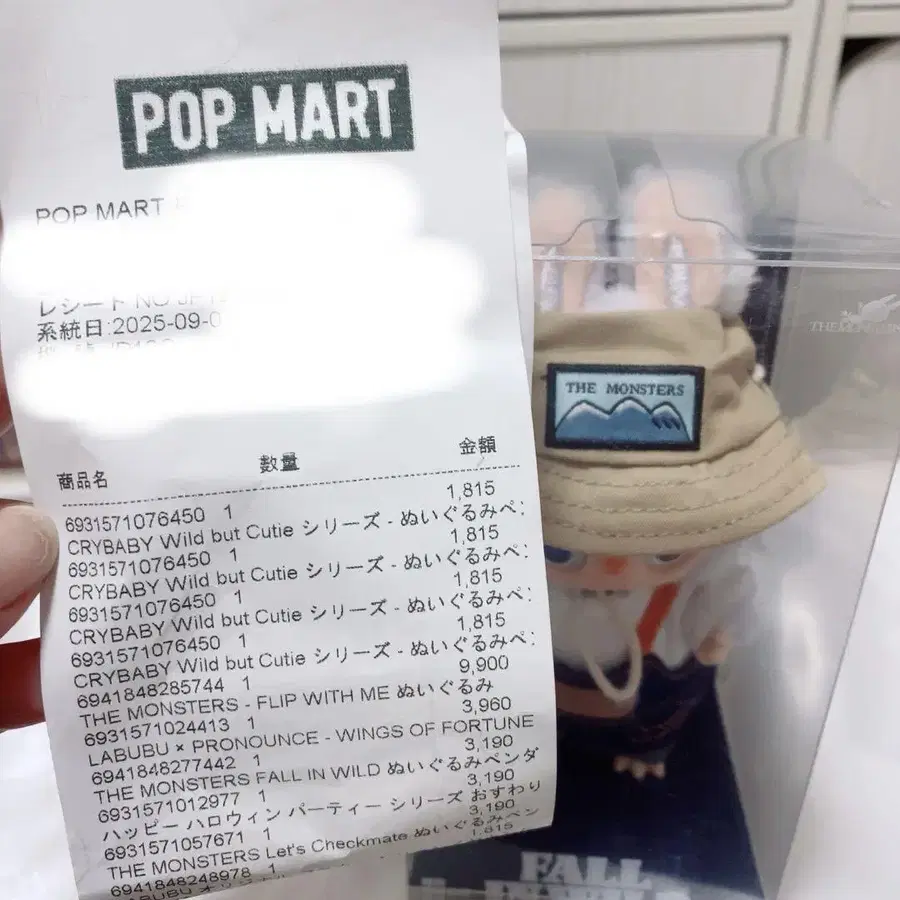 POP MART
POP MART
レシート NO
系統日:2025-09-0
商品名 数量 金額
6931571076450 1 1,815
CRYBABY Wild but Cutie シリーズ - ぬいぐるみペ:
6931571076450 1 1,815
CRYBABY Wild but Cutie シリーズ - ぬいぐるみペ:
6931571076450 1 1,815
CRYBABY Wild but Cutie シリーズ - ぬいぐるみペ:
6931571076450 1 1,815
CRYBABY Wild but Cutie シリーズ - ぬいぐるみペ:
6941848285744 1 9,900
THE MONSTERS - FLIP WITH ME ぬいぐるみ
6931571024413 1 3,960
LABUBU × PRONOUNCE - WINGS OF FORTUNE
6941848277442 1 3,190
THE MONSTERS FALL IN WILD ぬいぐるみペンダ
6931571012977 1 3,190
ハッピー ハロウィン パーティー シリーズ おすわり
6931571057671 1 3,190
THE MONSTERS Let's Checkmate ぬいぐるみペン
6941848248978 1 1,815
LABUBU
THE MONSTERS
FALL